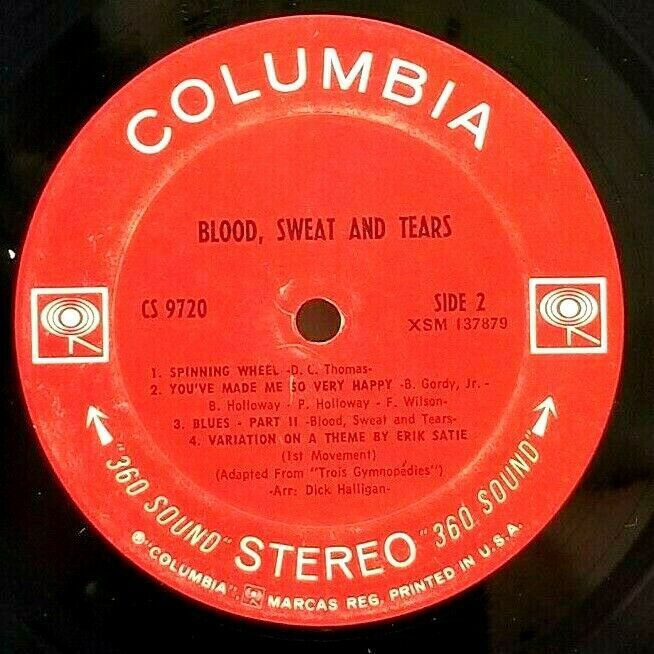 COLUMBIA
BLOOD, SWEAT AND TEARS
CS 9720
SIDE 2
XSM 137879
1. SPINNING WHEEL -D. C. Thomas-
2. YOU'VE MADE ME SO VERY HAPPY -B. Gordy, Jr. -
B. Holloway - P. Holloway - F. Wilson-
3. BLUES - PART II -Blood, Sweat and Tears-
4. VARIATION ON A THEME BY ERIK SATIE
(1st Movement)
(Adapted From "Trois Gymnopédies")
-Arr: Dick Halligan-
"360 SOUND" STEREO "360 SOUND"
℗"COLUMBIA", MARCAS REG. PRINTED IN U.S.A.